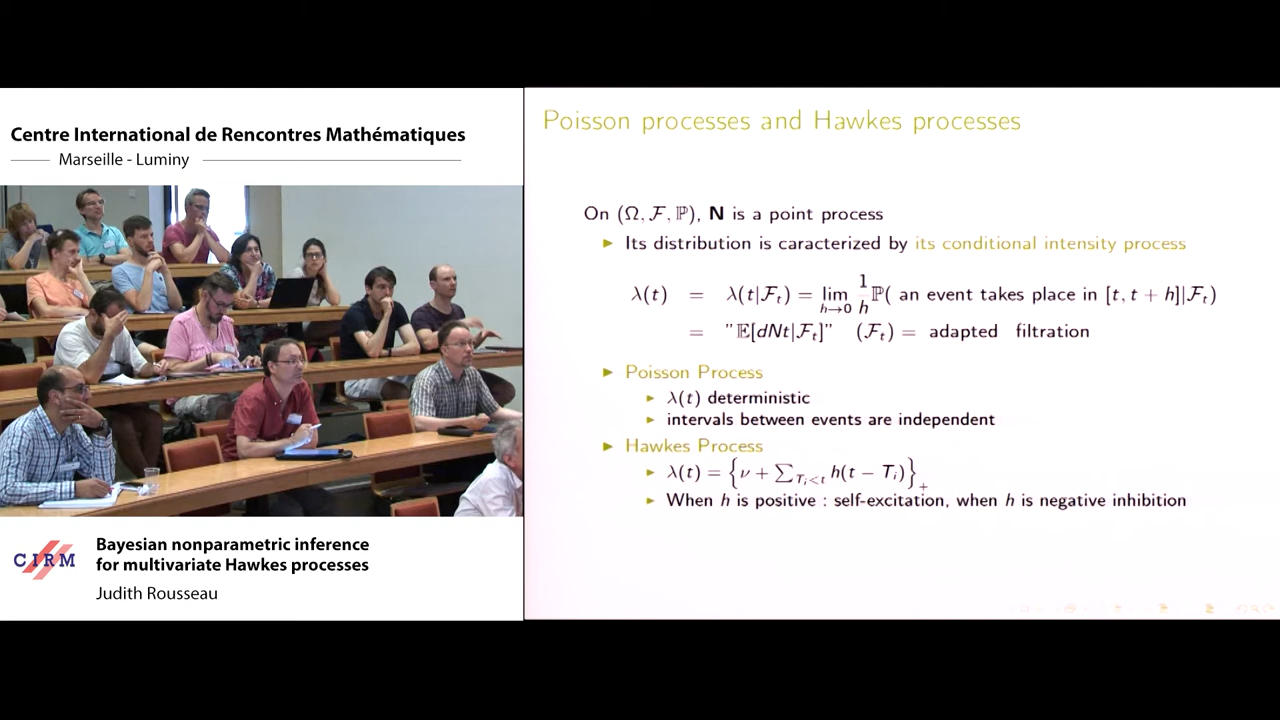 Centre International de Rencontres Mathématiques
Marseille - Luminy
CIRM
Bayesian nonparametric inference
for multivariate Hawkes processes
Judith Rousseau
Poisson processes and Hawkes processes
On (Ω, ℱ, ℙ), N is a point process
► Its distribution is caracterized by its conditional intensity process
λ(t) = λ(t|ℱ_t) = lim_{h→0} 1/h ℙ( an event takes place in [t, t + h]|ℱ_t)
= "𝔼[dNt|ℱ_t]" (ℱ_t) = adapted filtration
► Poisson Process
► λ(t) deterministic
► intervals between events are independent
► Hawkes Process
► λ(t) = {ν + ∑_{T_i<t} h(t − T_i)}_+
► When h is positive : self-excitation, when h is negative inhibition